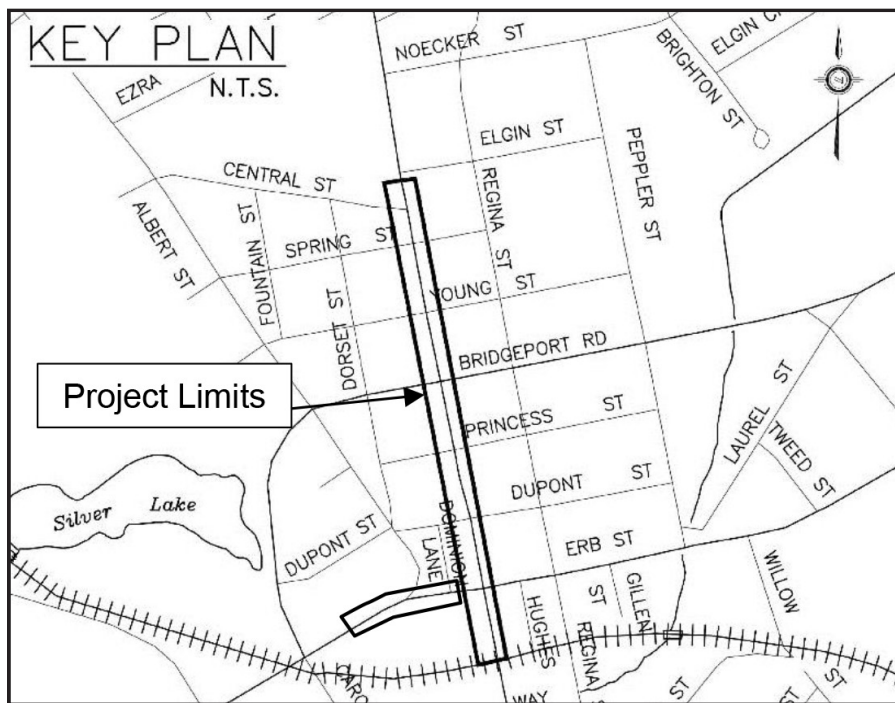 KEY PLAN
N.T.S.
NOECKER ST
BRIGHTON ST
EZRA
ELGIN ST
PEPPLER ST
CENTRAL ST
ALBERT ST
FOUNTAIN ST
SPRING ST
REGINA ST
DORSET ST
YOUNG ST
BRIDGEPORT RD
Project Limits
PRINCESS ST
LAUREL ST
TWEED ST
Silver Lake
DUPONT ST
DUPONT ST
DOMINION
LANE
ERB ST
WILLOW
HUGHES
REGINA ST
GILLEN
ST
ST
WAY